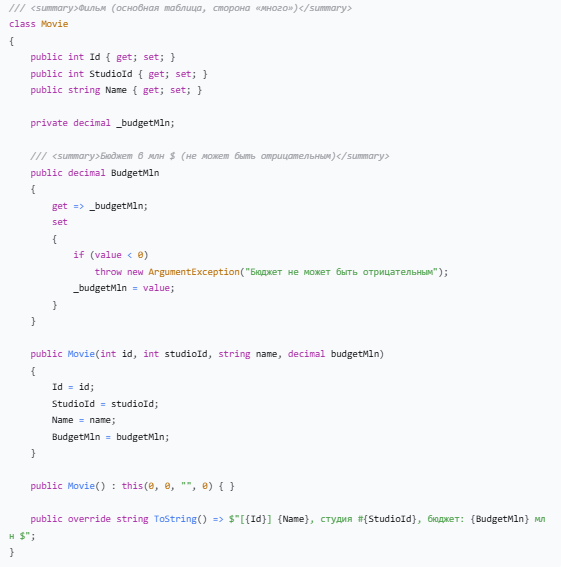 /// <summary>Фильм (основная таблица, сторона «много»)</summary>
class Movie
{
    public int Id { get; set; }
    public int StudioId { get; set; }
    public string Name { get; set; }

    private decimal _budgetMln;

    /// <summary>Бюджет в млн $ (не может быть отрицательным)</summary>
    public decimal BudgetMln
    {
        get => _budgetMln;
        set
        {
            if (value < 0)
                throw new ArgumentException("Бюджет не может быть отрицательным");
            _budgetMln = value;
        }
    }

    public Movie(int id, int studioId, string name, decimal budgetMln)
    {
        Id = id;
        StudioId = studioId;
        Name = name;
        BudgetMln = budgetMln;
    }

    public Movie() : this(0, 0, "", 0) { }

    public override string ToString() => $"[{Id}] {Name}, студия #{StudioId}, бюджет: {BudgetMln} мл
н $";
}